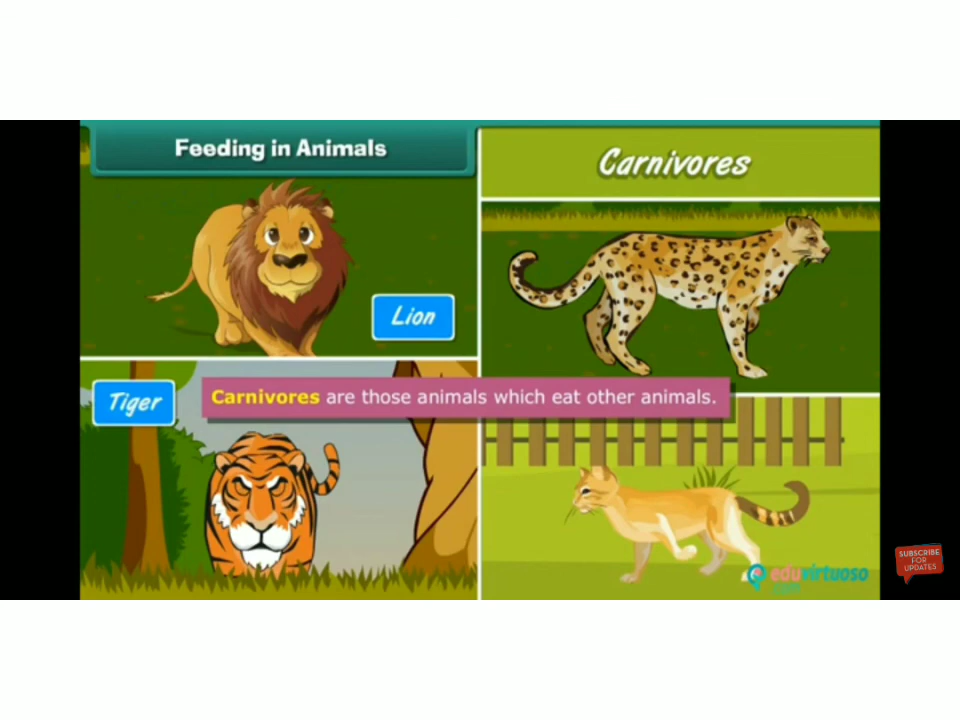 Feeding in Animals
Carnivores
Lion
Tiger
Carnivores are those animals which eat other animals.
SUBSCRIBE
FOR
UPDATES
eduvirtuoso